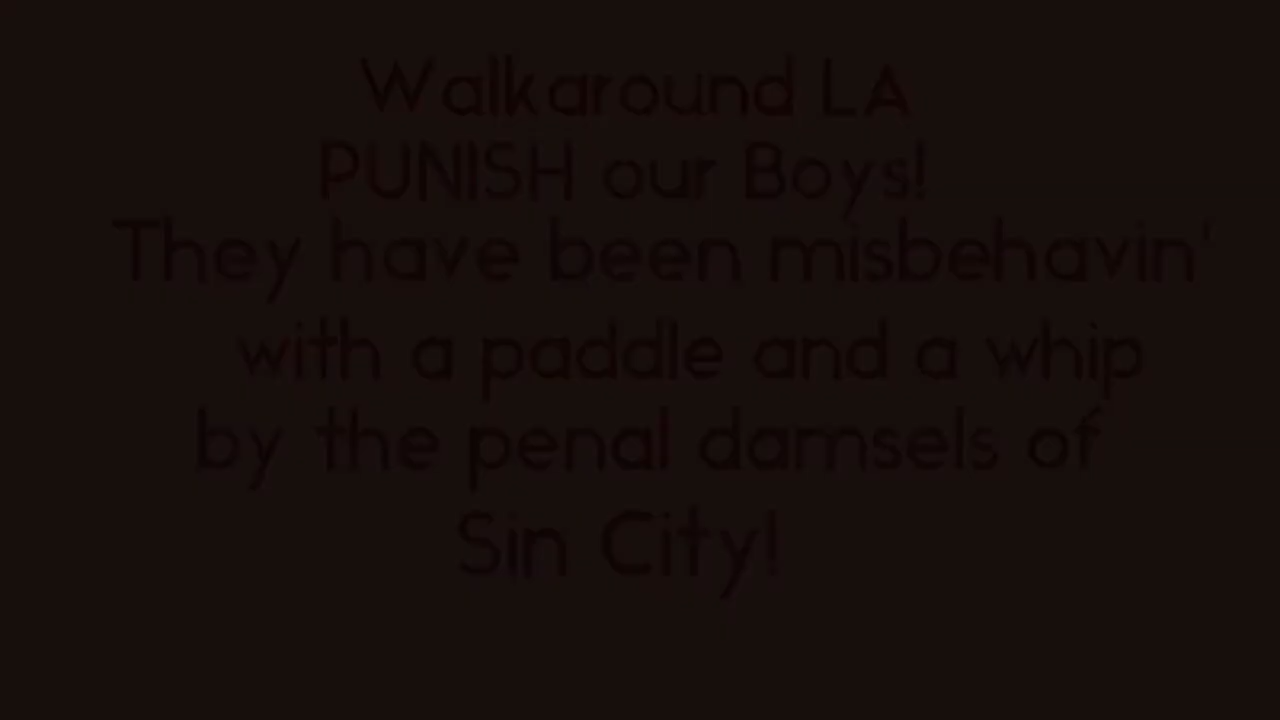 Walkaround LA
PUNISH our Boys!
They have been misbehavin'
with a paddle and a whip
by the penal damsels of
Sin City!